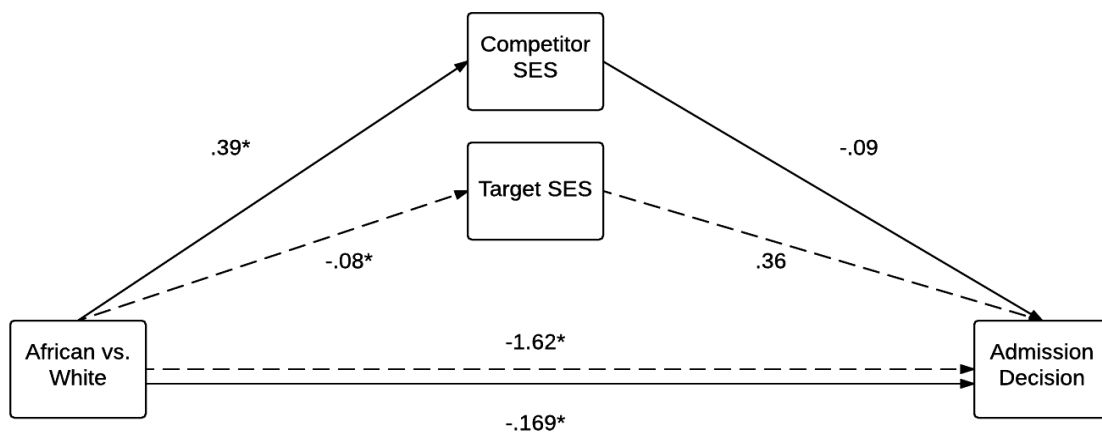 Competitor
SES
.39*
-.09
Target SES
-.08*
.36
African vs.
White
-1.62*
-.169*
Admission
Decision